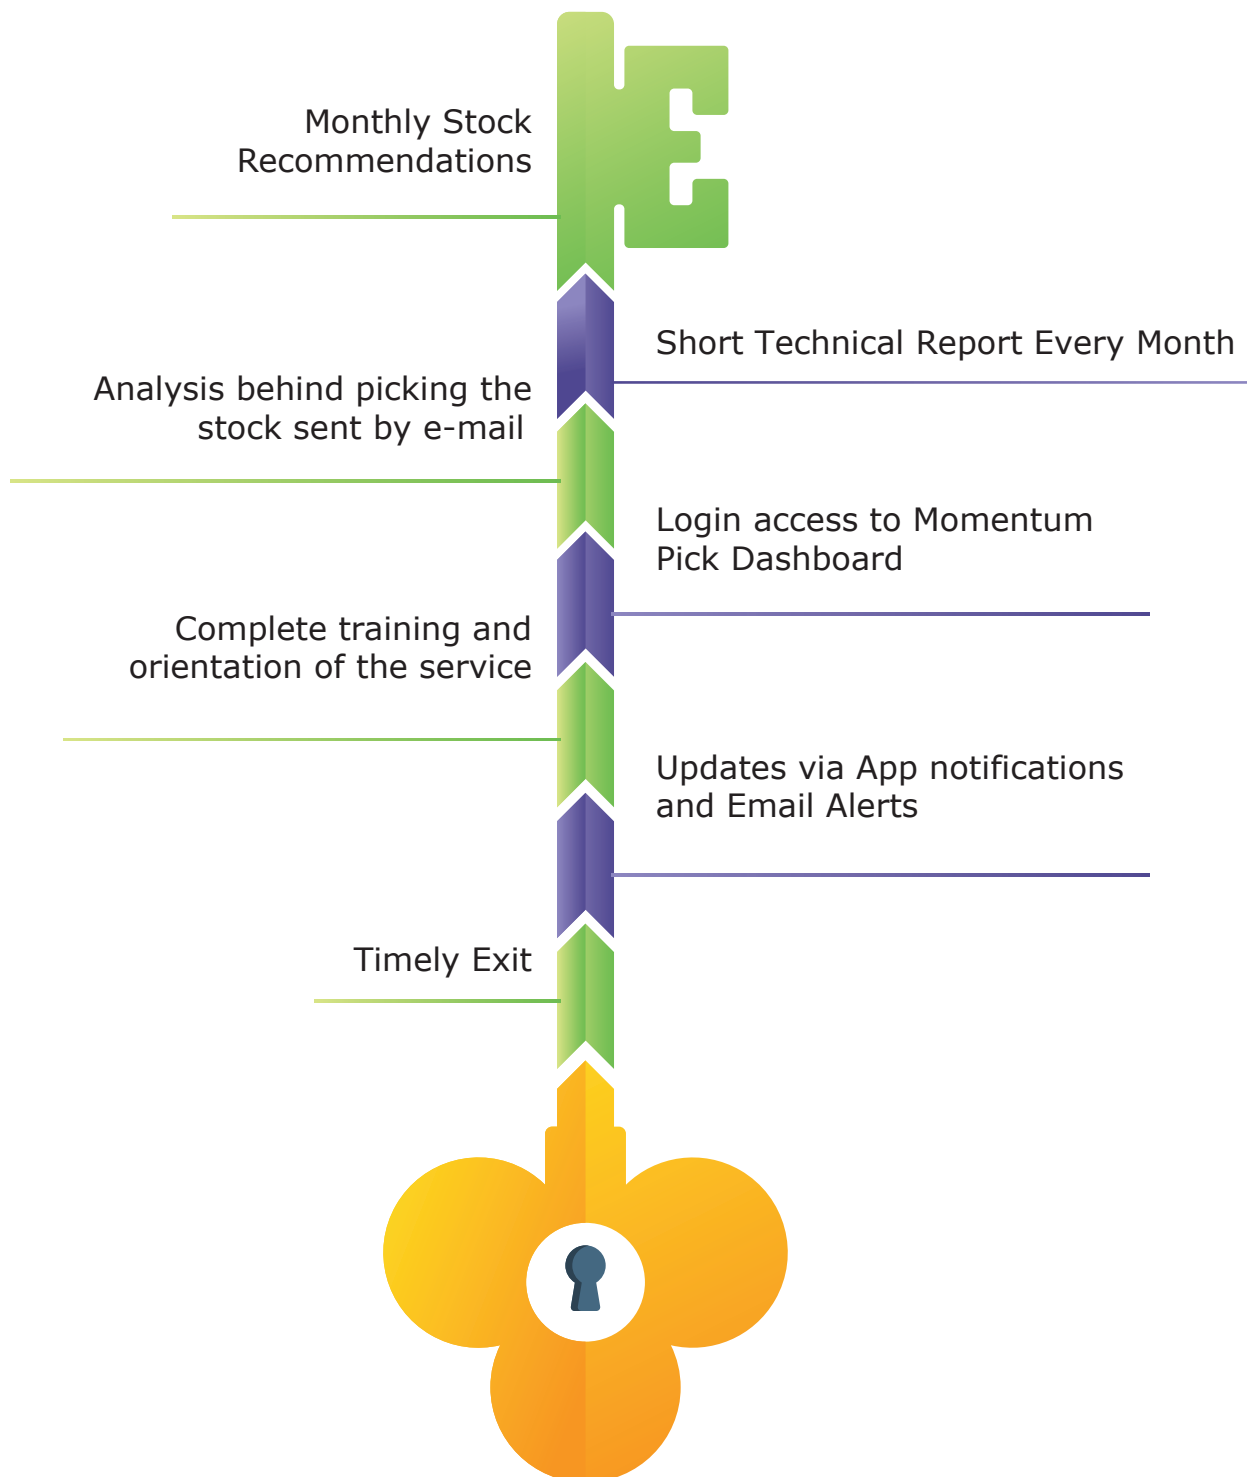 Monthly Stock
Recommendations
Short Technical Report Every Month
Analysis behind picking the
stock sent by e-mail
Login access to Momentum
Pick Dashboard
Complete training and
orientation of the service
Updates via App notifications
and Email Alerts
Timely Exit